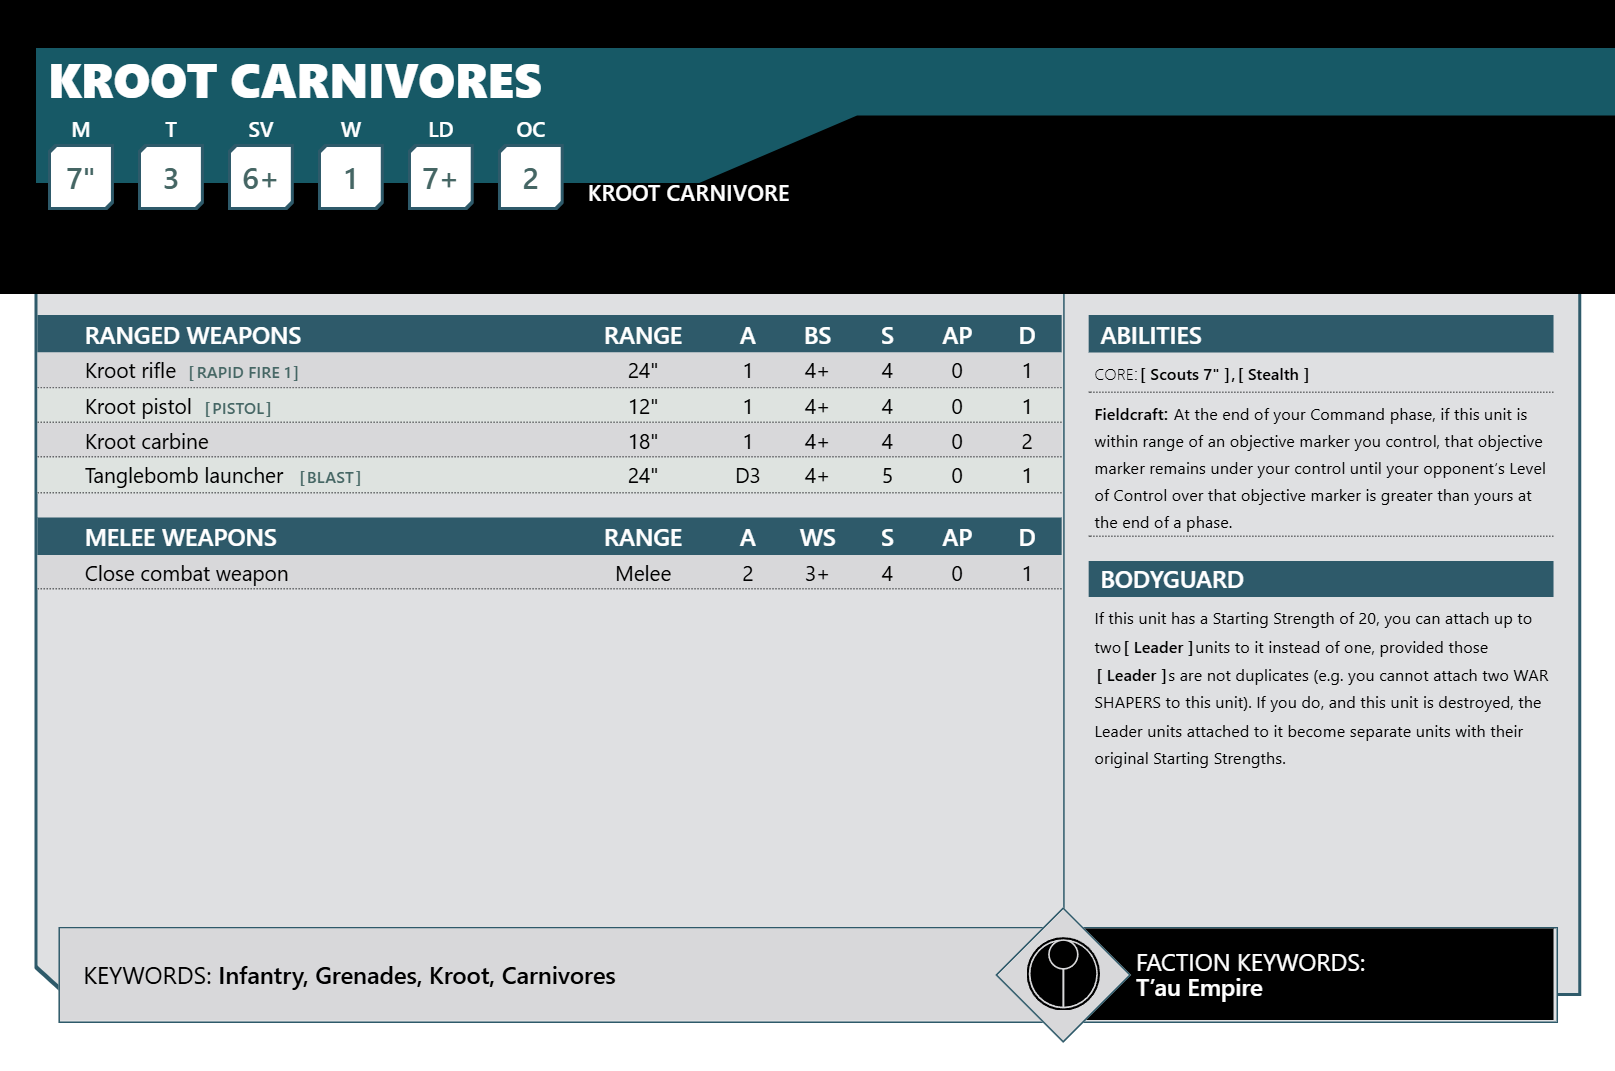 KROOT CARNIVORES
M T SV W LD OC
7" 3 6+ 1 7+ 2
KROOT CARNIVORE
RANGED WEAPONS RANGE A BS S AP D
Kroot rifle [RAPID FIRE 1] 24" 1 4+ 4 0 1
Kroot pistol [PISTOL] 12" 1 4+ 4 0 1
Kroot carbine 18" 1 4+ 4 0 2
Tanglebomb launcher [BLAST] 24" D3 4+ 5 0 1
MELEE WEAPONS RANGE A WS S AP D
Close combat weapon Melee 2 3+ 4 0 1
ABILITIES
CORE: [ Scouts 7" ], [ Stealth ]
Fieldcraft: At the end of your Command phase, if this unit is
within range of an objective marker you control, that objective
marker remains under your control until your opponent’s Level
of Control over that objective marker is greater than yours at
the end of a phase.
BODYGUARD
If this unit has a Starting Strength of 20, you can attach up to
two [ Leader ] units to it instead of one, provided those
[ Leader ]s are not duplicates (e.g. you cannot attach two WAR
SHAPERS to this unit). If you do, and this unit is destroyed, the
Leader units attached to it become separate units with their
original Starting Strengths.
KEYWORDS: Infantry, Grenades, Kroot, Carnivores
FACTION KEYWORDS:
T’au Empire